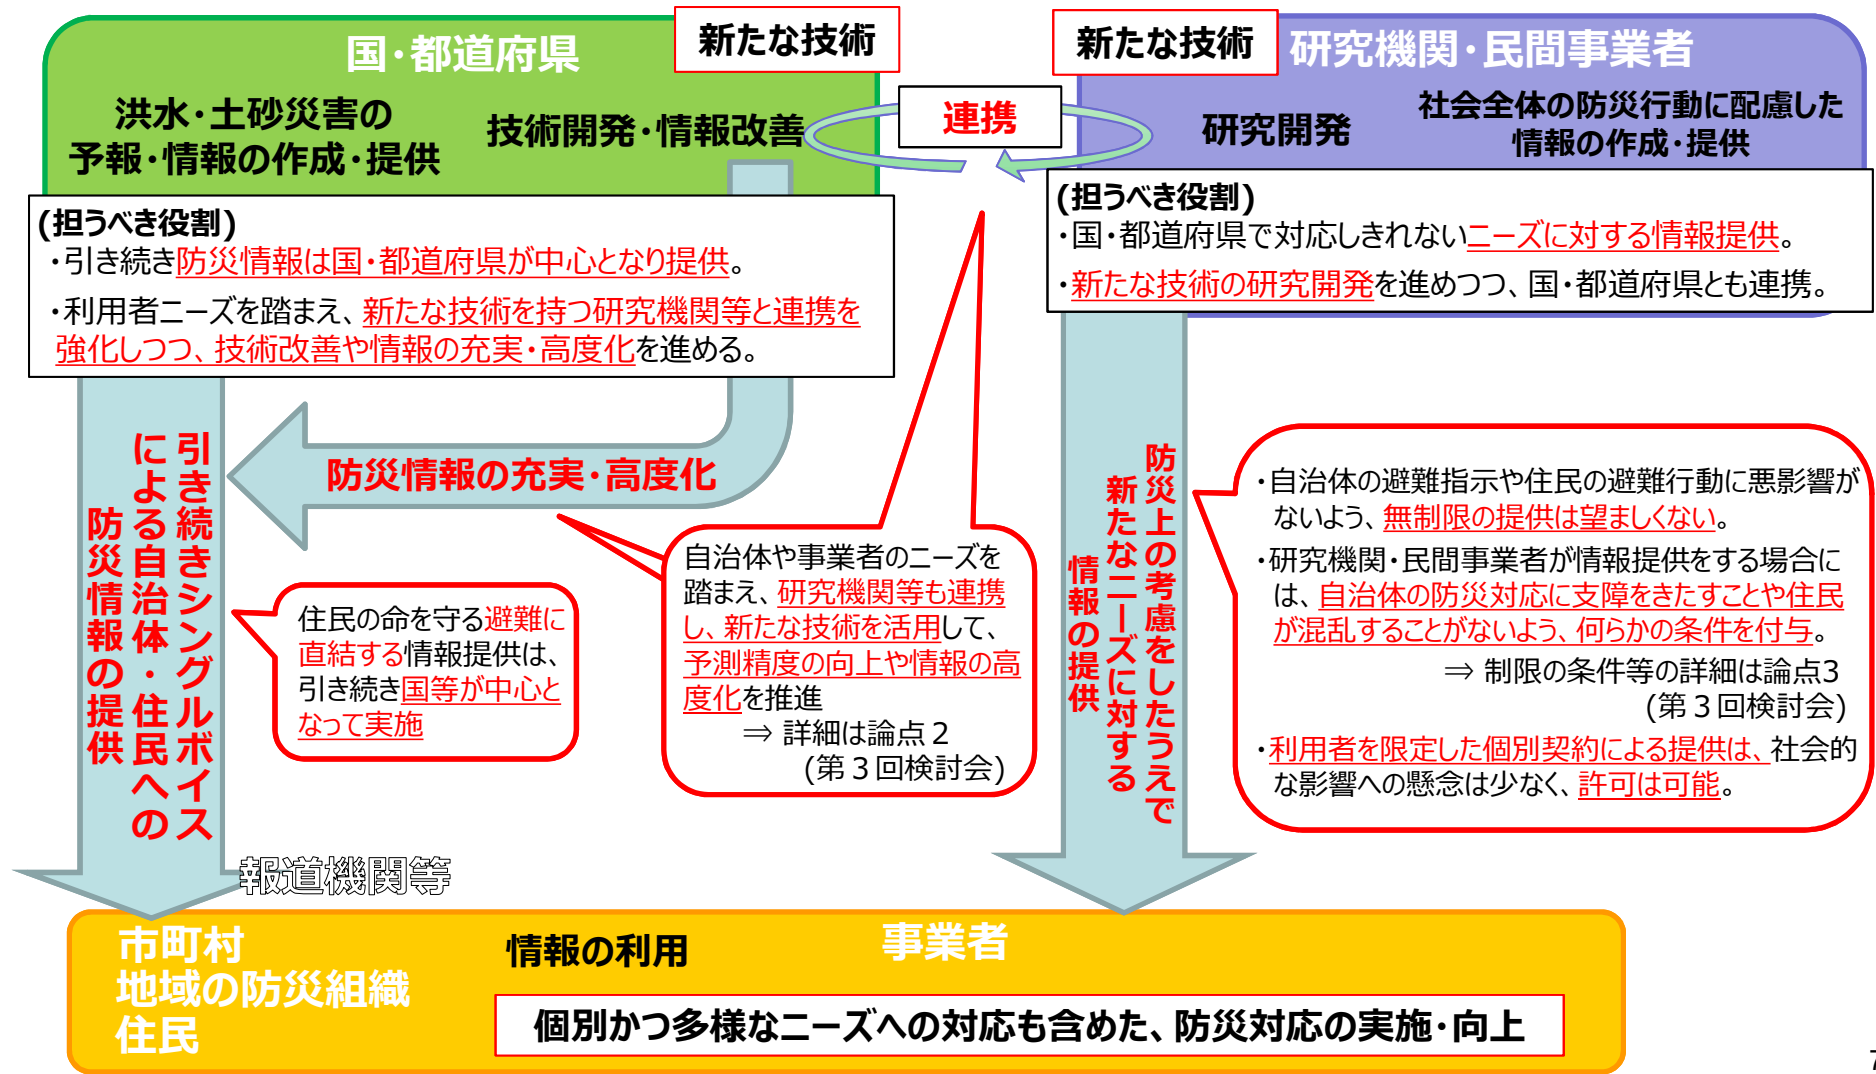 国・都道府県
新たな技術
洪水・土砂災害の
予報・情報の作成・提供
技術開発・情報改善
連携
新たな技術
研究機関・民間事業者
研究開発
社会全体の防災行動に配慮した
情報の作成・提供
(担うべき役割)
・引き続き防災情報は国・都道府県が中心となり提供。
・利用者ニーズを踏まえ、新たな技術を持つ研究機関等と連携を
強化しつつ、技術改善や情報の充実・高度化を進める。
(担うべき役割)
・国・都道府県で対応しきれないニーズに対する情報提供。
・新たな技術の研究開発を進めつつ、国・都道府県とも連携。
引き続きシングルボイス
による自治体・住民への
防災情報の提供
防災情報の充実・高度化
住民の命を守る避難に
直結する情報提供は、
引き続き国等が中心と
なって実施
自治体や事業者のニーズを
踏まえ、研究機関等も連携
し、新たな技術を活用して、
予測精度の向上や情報の高
度化を推進
⇒ 詳細は論点２
(第３回検討会)
防災上の考慮をしたうえで
新たなニーズに対する
情報の提供
・自治体の避難指示や住民の避難行動に悪影響が
ないよう、無制限の提供は望ましくない。
・研究機関・民間事業者が情報提供をする場合に
は、自治体の防災対応に支障をきたすことや住民
が混乱することがないよう、何らかの条件を付与。
⇒ 制限の条件等の詳細は論点3
(第３回検討会)
・利用者を限定した個別契約による提供は、社会的
な影響への懸念は少なく、許可は可能。
報道機関等
市町村
地域の防災組織
住民
情報の利用
事業者
個別かつ多様なニーズへの対応も含めた、防災対応の実施・向上
7